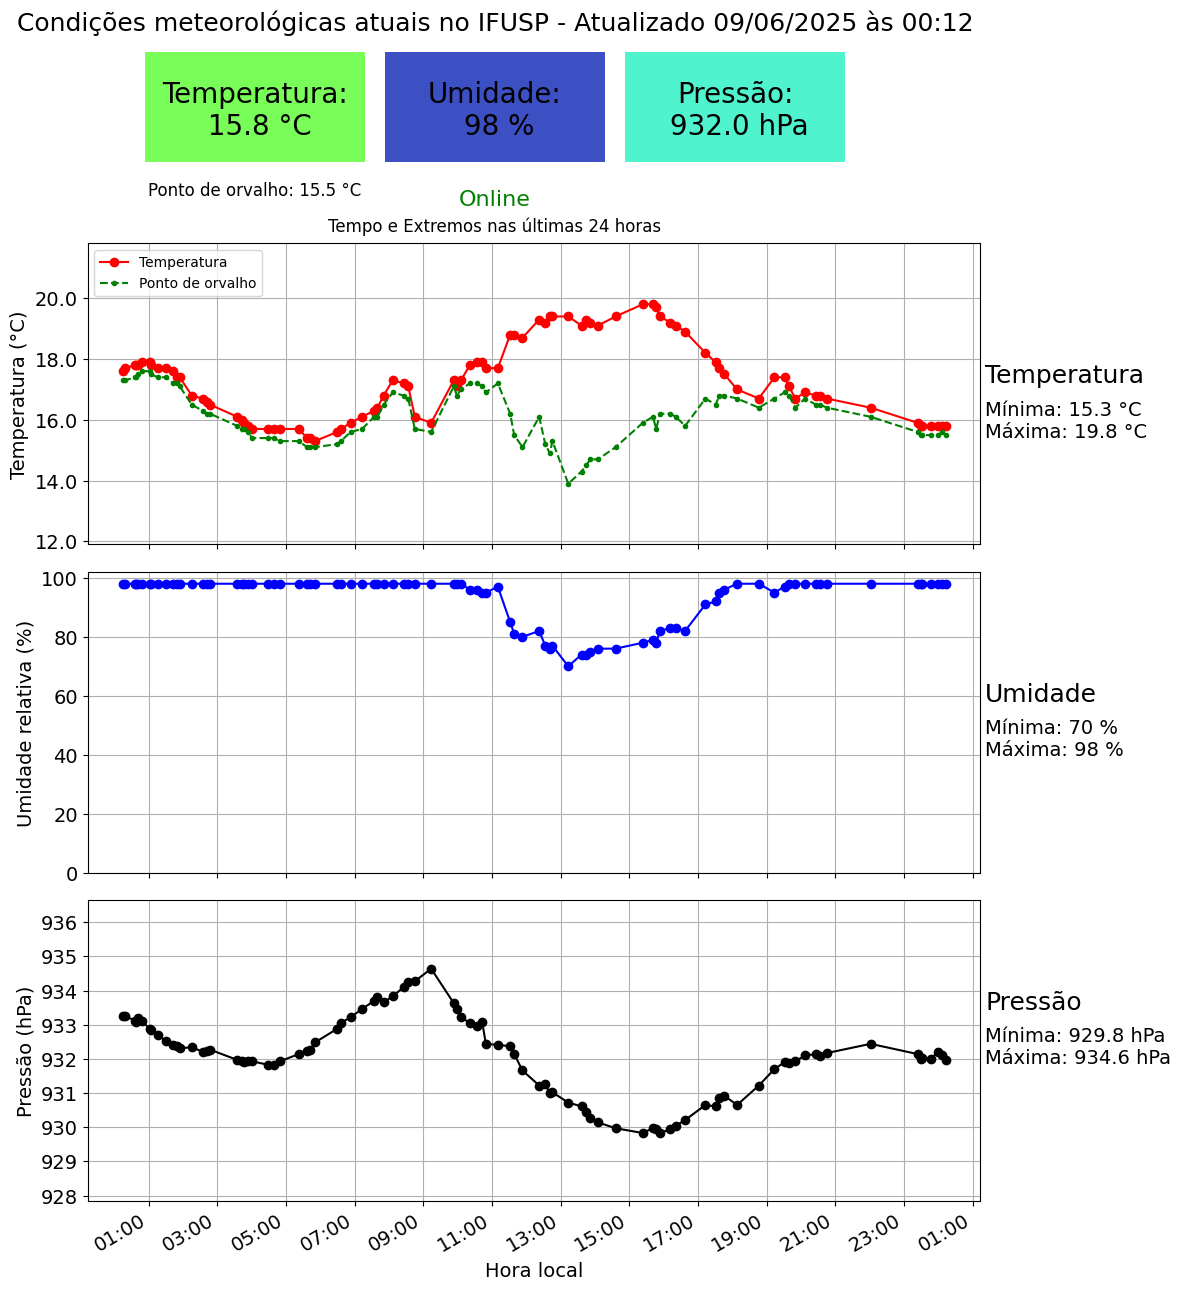 Condições meteorológicas atuais no IFUSP - Atualizado 09/06/2025 às 00:12
Temperatura:
15.8 °C
Umidade:
98 %
Pressão:
932.0 hPa
Ponto de orvalho: 15.5 °C
Online
Tempo e Extremos nas últimas 24 horas
Temperatura
Ponto de orvalho
Temperatura (°C)
20.0
18.0
16.0
14.0
12.0
Temperatura
Mínima: 15.3 °C
Máxima: 19.8 °C
Umidade relativa (%)
100
80
60
40
20
0
Umidade
Mínima: 70 %
Máxima: 98 %
Pressão (hPa)
936
935
934
933
932
931
930
929
928
Pressão
Mínima: 929.8 hPa
Máxima: 934.6 hPa
01:00
03:00
05:00
07:00
09:00
11:00
13:00
15:00
17:00
19:00
21:00
23:00
01:00
Hora local